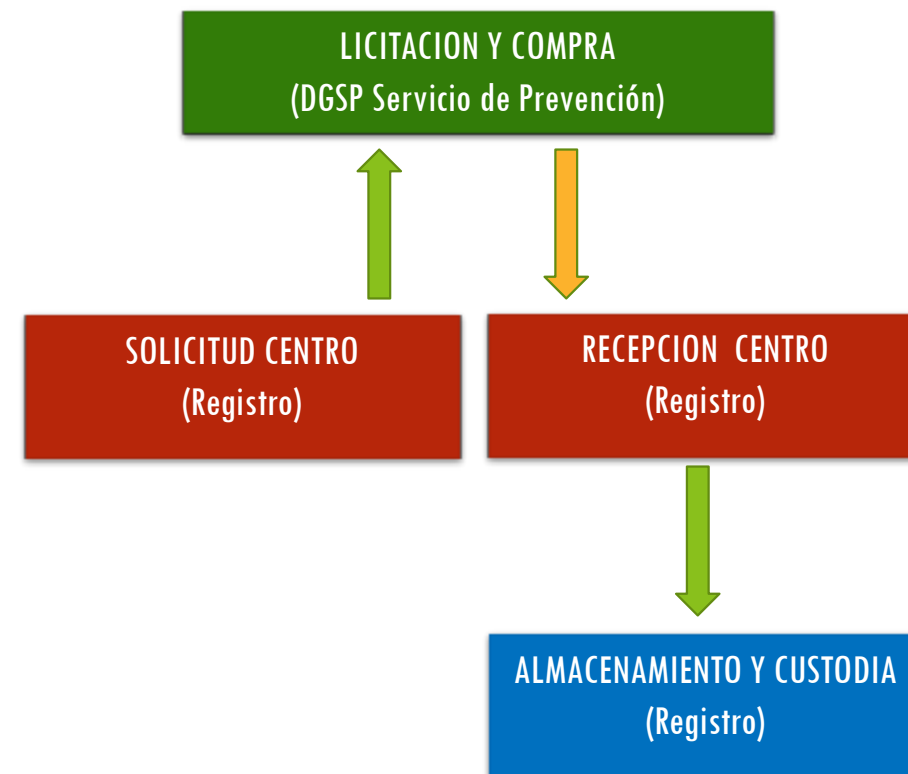 LICITACION Y COMPRA
(DGSP Servicio de Prevención)
SOLICITUD CENTRO
(Registro)
RECEPCION CENTRO
(Registro)
ALMACENAMIENTO Y CUSTODIA
(Registro)